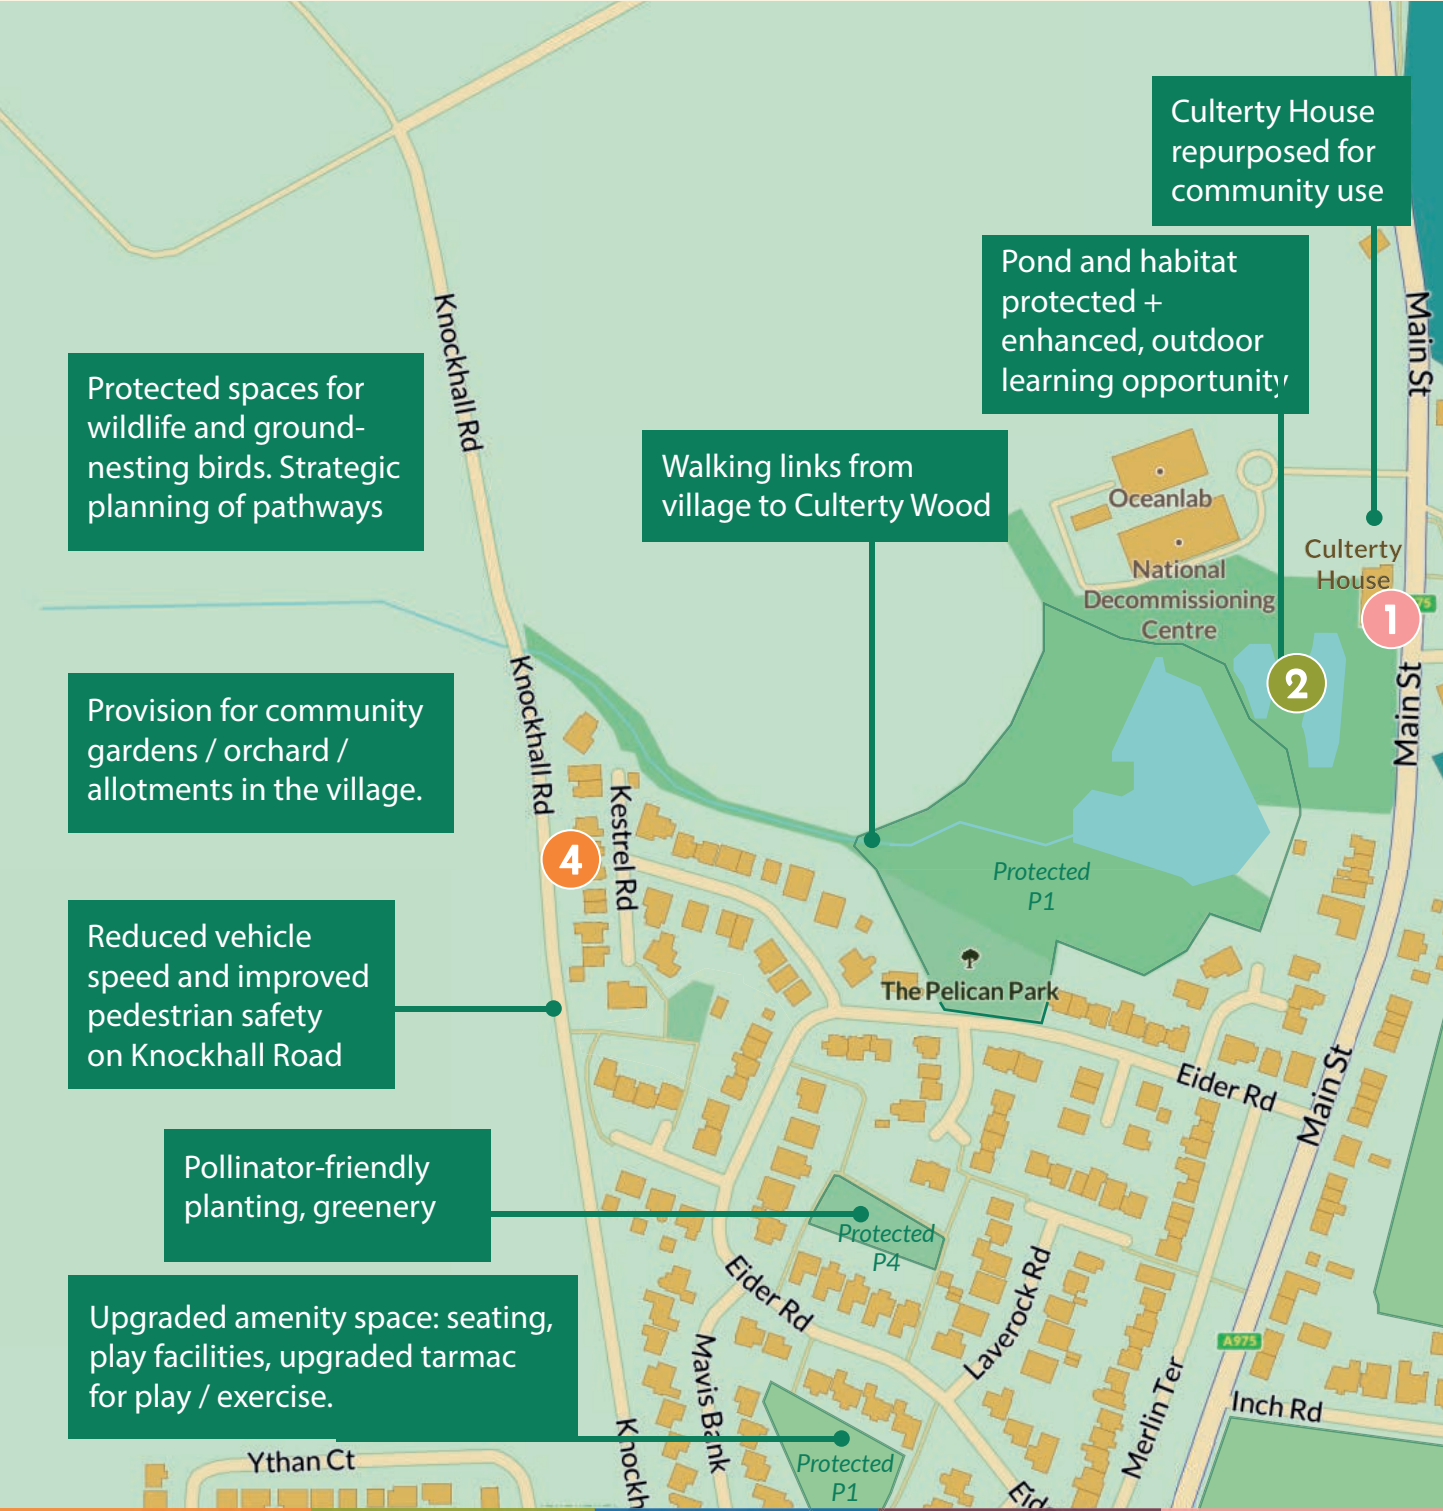 Culterty House
repurposed for
community use
Pond and habitat
protected +
enhanced, outdoor
learning opportunity
Main St
Knockhall Rd
Protected spaces for
wildlife and ground-
nesting birds. Strategic
planning of pathways
Walking links from
village to Culterty Wood
Oceanlab
National
Decommissioning
Centre
Culterty
House
1
75
2
Main St
Knockhall Rd
Provision for community
gardens / orchard /
allotments in the village.
Kestrel Rd
4
Protected
P1
Reduced vehicle
speed and improved
pedestrian safety
on Knockhall Road
The Pelican Park
Eider Rd
Main St
Pollinator-friendly
planting, greenery
Protected
P4
Eider Rd
Laverock Rd
Upgraded amenity space: seating,
play facilities, upgraded tarmac
for play / exercise.
A975
Mavis Bank
Merlin Ter
Inch Rd
Knockh
Ythan Ct
Protected
P1
Eid